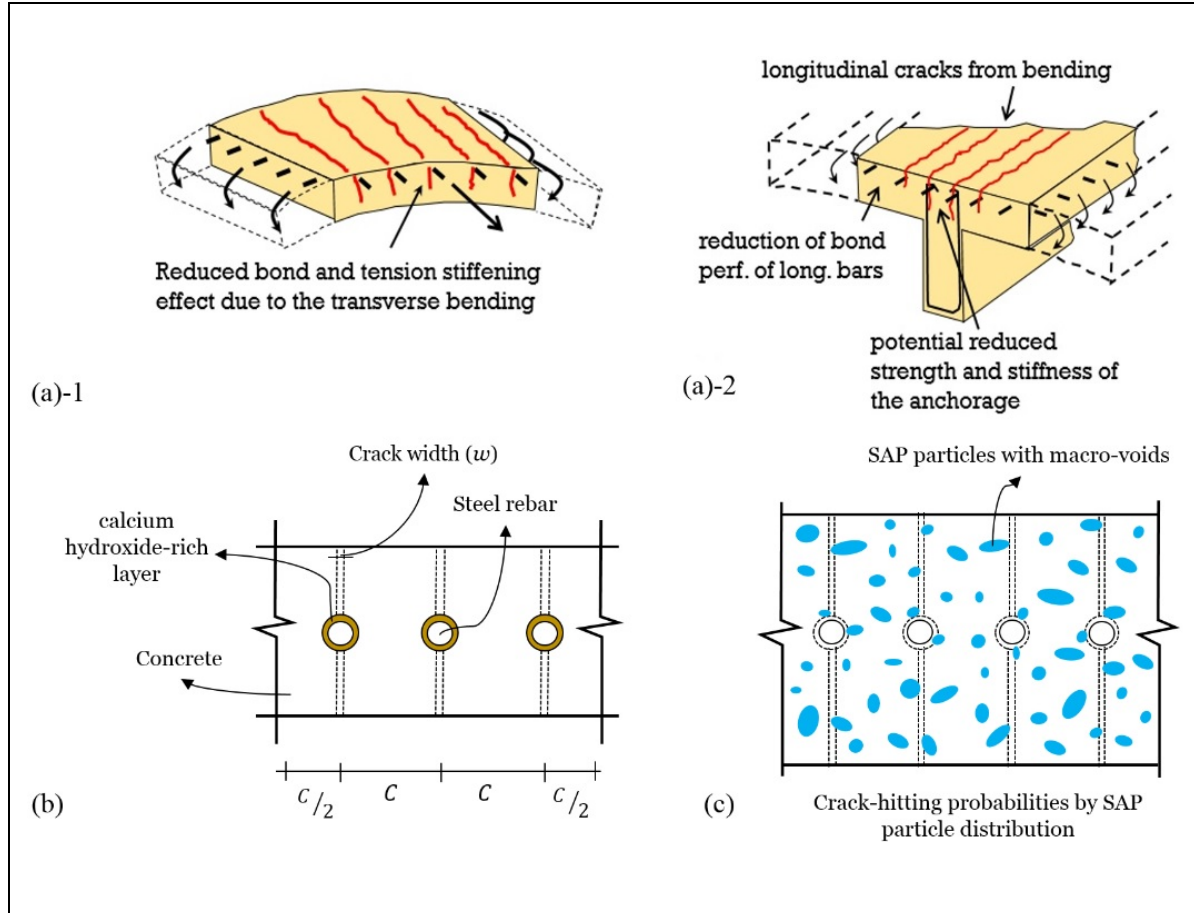 Reduced bond and tension stiffening
effect due to the transverse bending
(a)-1
longitudinal cracks from bending
reduction of bond
perf. of long. bars
potential reduced
strength and stiffness of
the anchorage
(a)-2
Crack width (w)
Steel rebar
calcium
hydroxide-rich
layer
Concrete
C/2 C C C/2
(b)
SAP particles with macro-voids
(c)
Crack-hitting probabilities by SAP
particle distribution